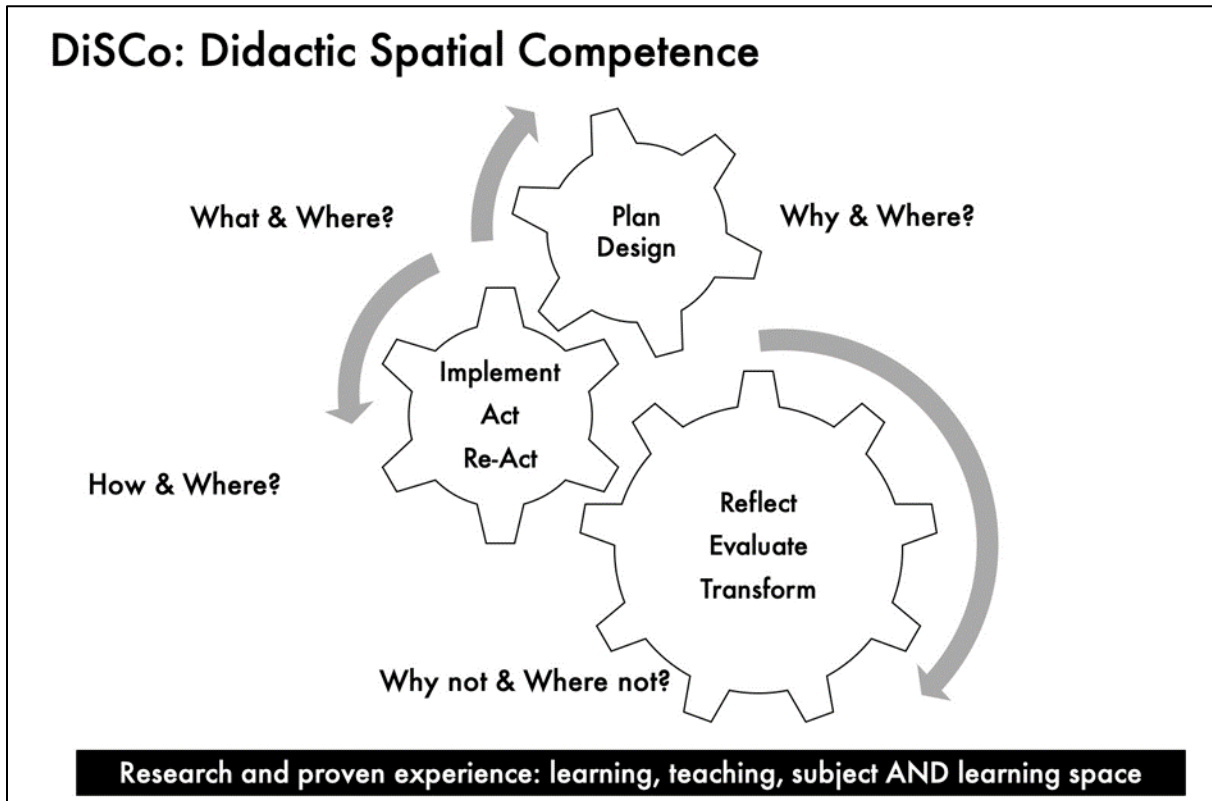 DiSCo: Didactic Spatial Competence
What & Where?
Plan
Design
Why & Where?
Implement
Act
Re-Act
How & Where?
Reflect
Evaluate
Transform
Why not & Where not?
Research and proven experience: learning, teaching, subject AND learning space